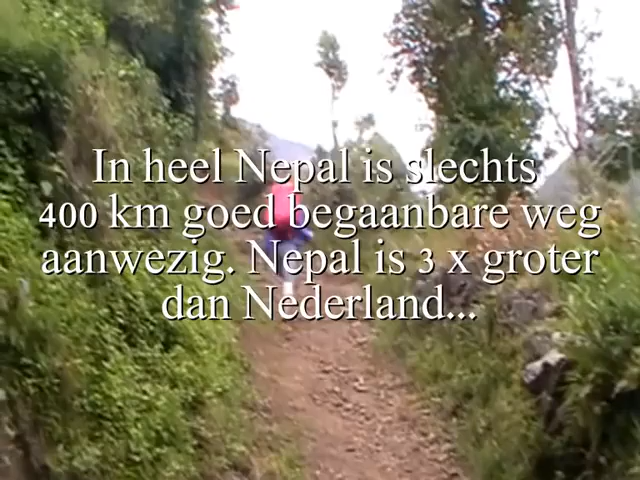 In heel Nepal is slechts
400 km goed begaanbare weg
aanwezig. Nepal is 3 x groter
dan Nederland...